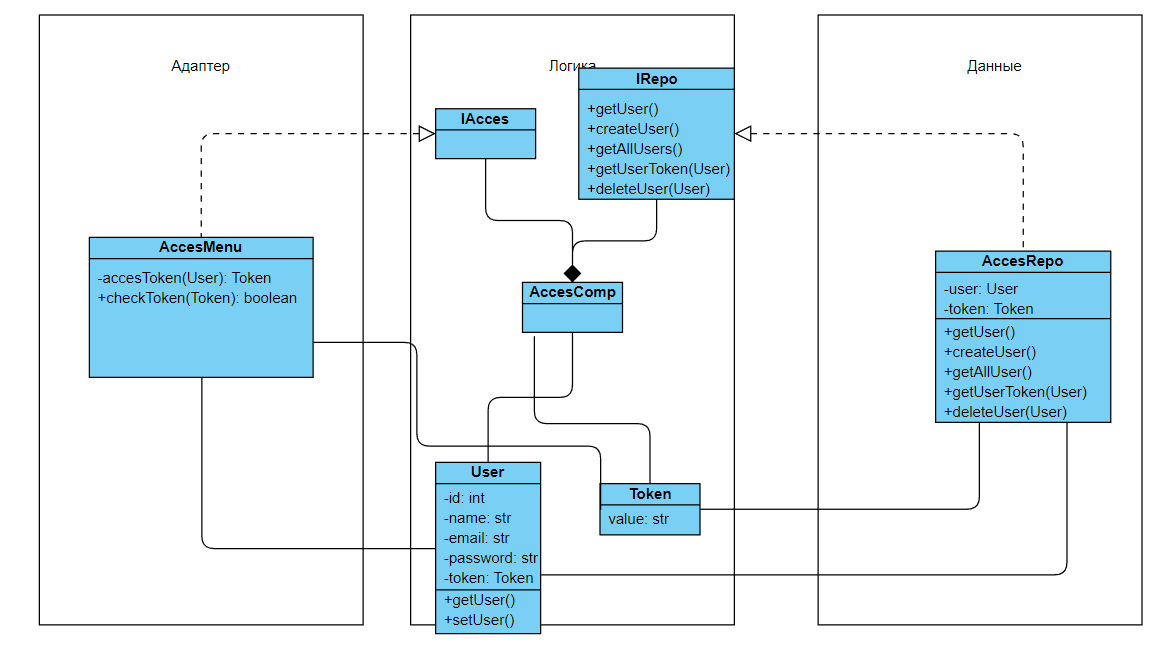 Адаптер
Логика
Данные
IRepo
+getUser()
+createUser()
+getAllUsers()
+getUserToken(User)
+deleteUser(User)
IAcces
AccesMenu
-accesToken(User): Token
+checkToken(Token): boolean
AccesComp
AccesRepo
-user: User
-token: Token
+getUser()
+createUser()
+getAllUser()
+getUserToken(User)
+deleteUser(User)
User
-id: int
-name: str
-email: str
-password: str
-token: Token
+getUser()
+setUser()
Token
value: str